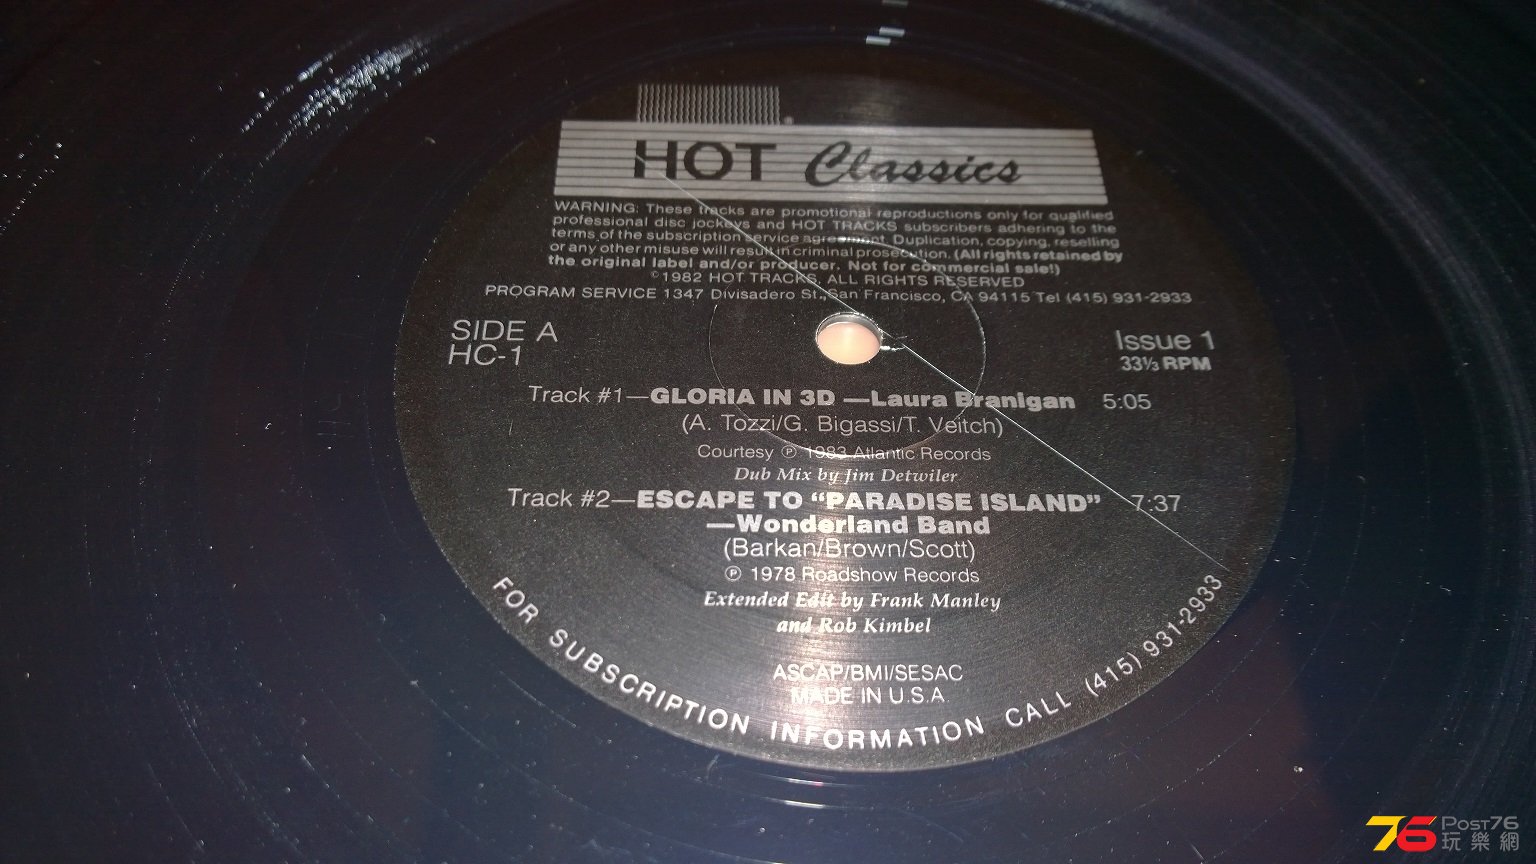 HOT Classics
WARNING: These tracks are promotional reproductions only for qualified
professional disc jockeys and HOT TRACKS subscribers adhering to the
terms of the subscription service agreement. Duplication, copying, reselling
or any other misuse will result in criminal prosecution. (All rights retained by
the original label and/or producer. Not for commercial sale!)
©1982 HOT TRACKS, ALL RIGHTS RESERVED
PROGRAM SERVICE 1347 Divisadero St., San Francisco, CA 94115 Tel (415) 931-2933
SIDE A
HC-1
Issue 1
33⅓ RPM
Track #1—GLORIA IN 3D —Laura Branigan 5:05
(A. Tozzi/G. Bigassi/T. Veitch)
Courtesy ℗ 1983 Atlantic Records
Dub Mix by Jim Detwiler
Track #2—ESCAPE TO “PARADISE ISLAND” 7:37
—Wonderland Band
(Barkan/Brown/Scott)
℗ 1978 Roadshow Records
Extended Edit by Frank Manley
and Rob Kimbel
ASCAP/BMI/SESAC
MADE IN U.S.A
FOR SUBSCRIPTION INFORMATION CALL (415) 931-2933
76 POST76
玩樂網